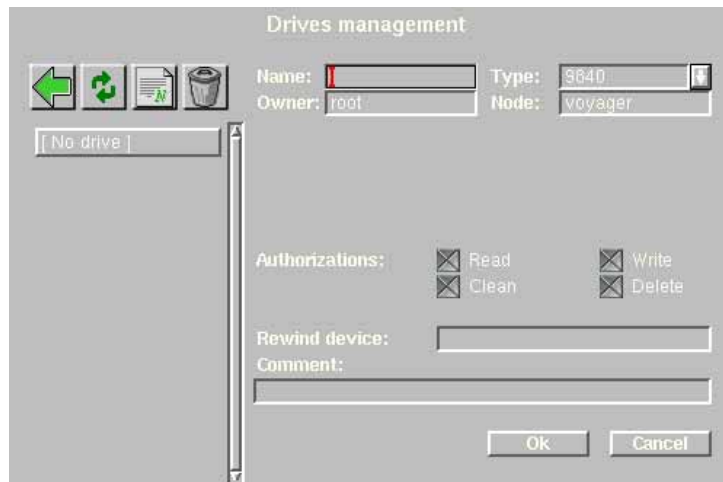 Drives management
Name: Type: 9840
Owner: root Node: voyager
[ No drive ]
Authorizations: Read Write
Clean Delete
Rewind device:
Comment:
Ok Cancel